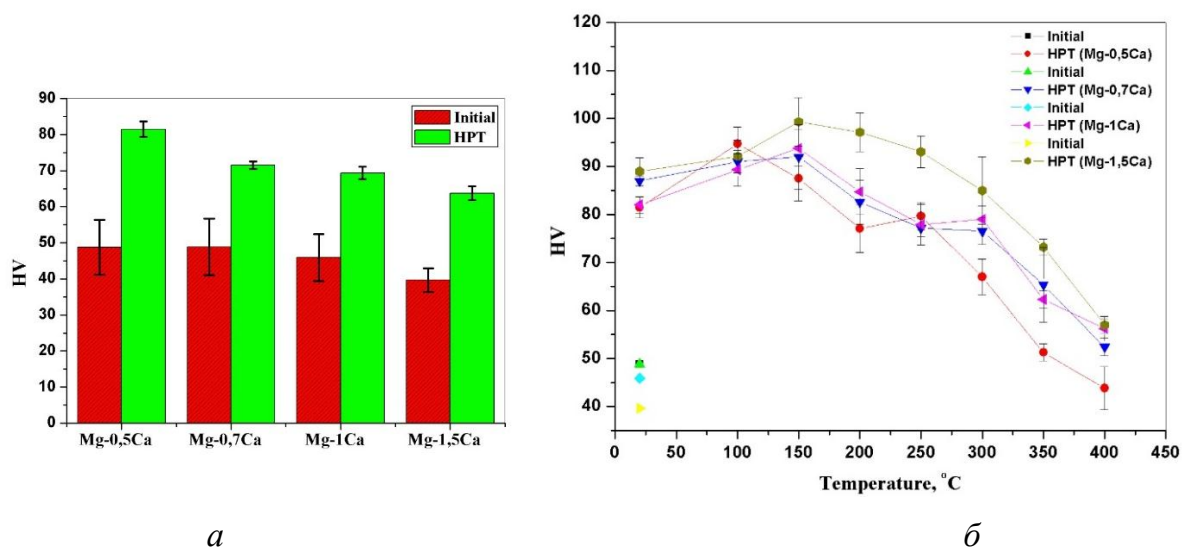 90
80
70
60
50
40
30
20
10
0
HV
Initial
HPT
Mg-0,5Ca
Mg-0,7Ca
Mg-1Ca
Mg-1,5Ca
а
120
110
100
90
80
70
60
50
40
HV
Initial
HPT (Mg-0,5Ca)
Initial
HPT (Mg-0,7Ca)
Initial
HPT (Mg-1Ca)
Initial
HPT (Mg-1,5Ca)
0 50 100 150 200 250 300 350 400 450
Temperature, °C
б